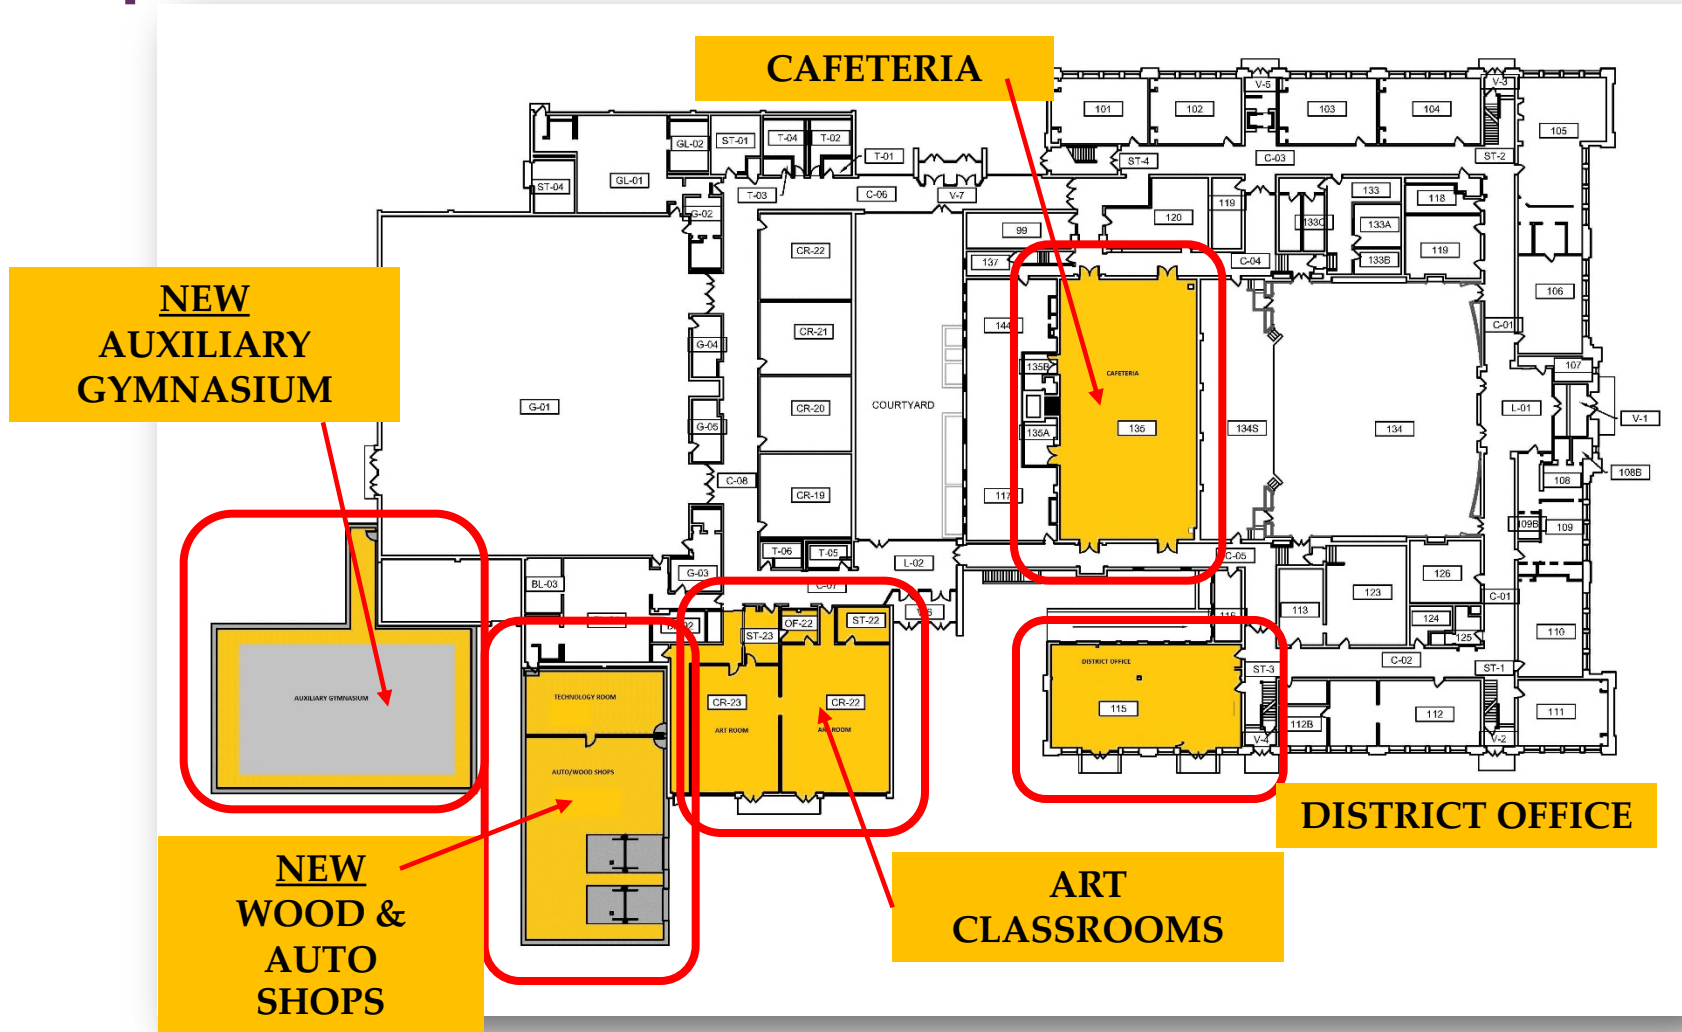 CAFETERIA
NEW
AUXILIARY
GYMNASIUM
NEW
WOOD &
AUTO
SHOPS
ART
CLASSROOMS
DISTRICT OFFICE
101
102
V-5
103
104
V-3
105
GL-02
ST-01
T-04
T-02
T-01
ST-4
C-03
ST-2
ST-04
GL-01
T-03
C-06
V-7
G-02
120
119
133
133C
133A
133B
118
119
99
137
C-04
CR-22
106
144
G-04
CR-21
C-01
135B
CAFETERIA
107
G-01
CR-20
COURTYARD
L-01
V-1
G-05
135A
135
134S
134
C-08
CR-19
117
108
108B
109B
109
T-06
T-05
L-02
C-05
BL-03
G-03
C-07
126
113
123
C-01
124
125
110
ST-23
OF-22
ST-22
DISTRICT OFFICE
ST-3
C-02
ST-1
AUXILIARY GYMNASIUM
TECHNOLOGY ROOM
CR-23
CR-22
115
112B
112
111
ART ROOM
ART ROOM
V-4
V-2
AUTO/WOOD SHOPS